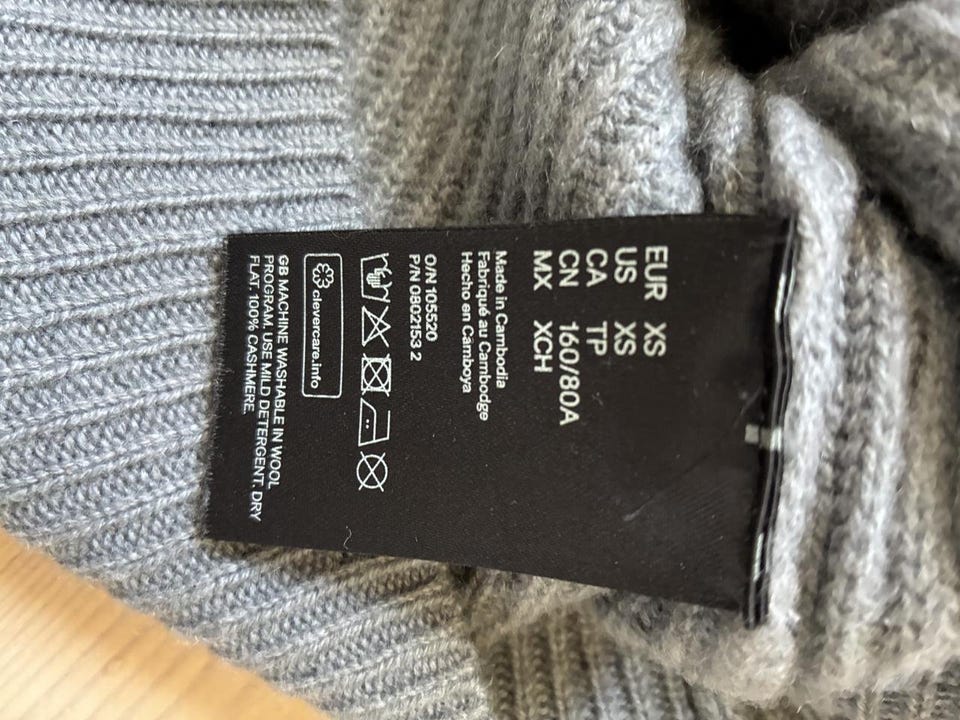 EUR XS
US XS
CA TP
CN 160/80A
MX XCH
Made in Cambodia
Fabriqué au Cambodge
Hecho en Camboya
O/N 105520
P/N 0802153 2
clevercare.info
GB MACHINE WASHABLE IN WOOL
PROGRAM. USE MILD DETERGENT. DRY
FLAT. 100% CASHMERE.